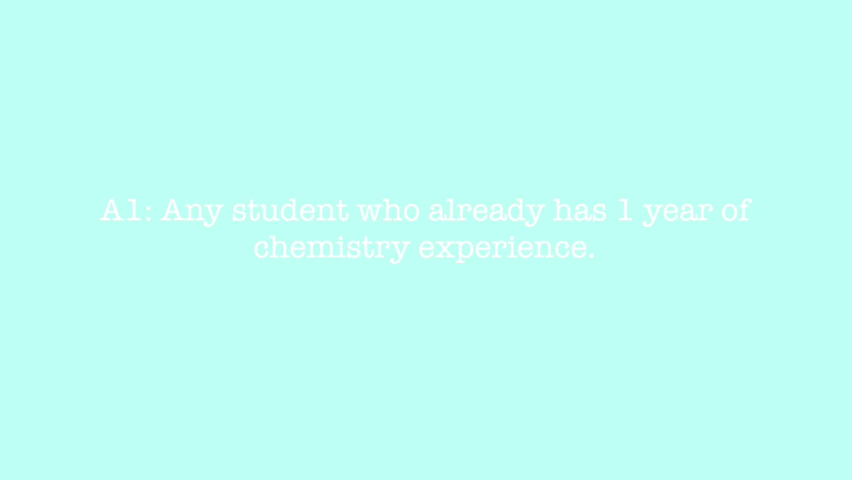 A1: Any student who already has 1 year of
chemistry experience.